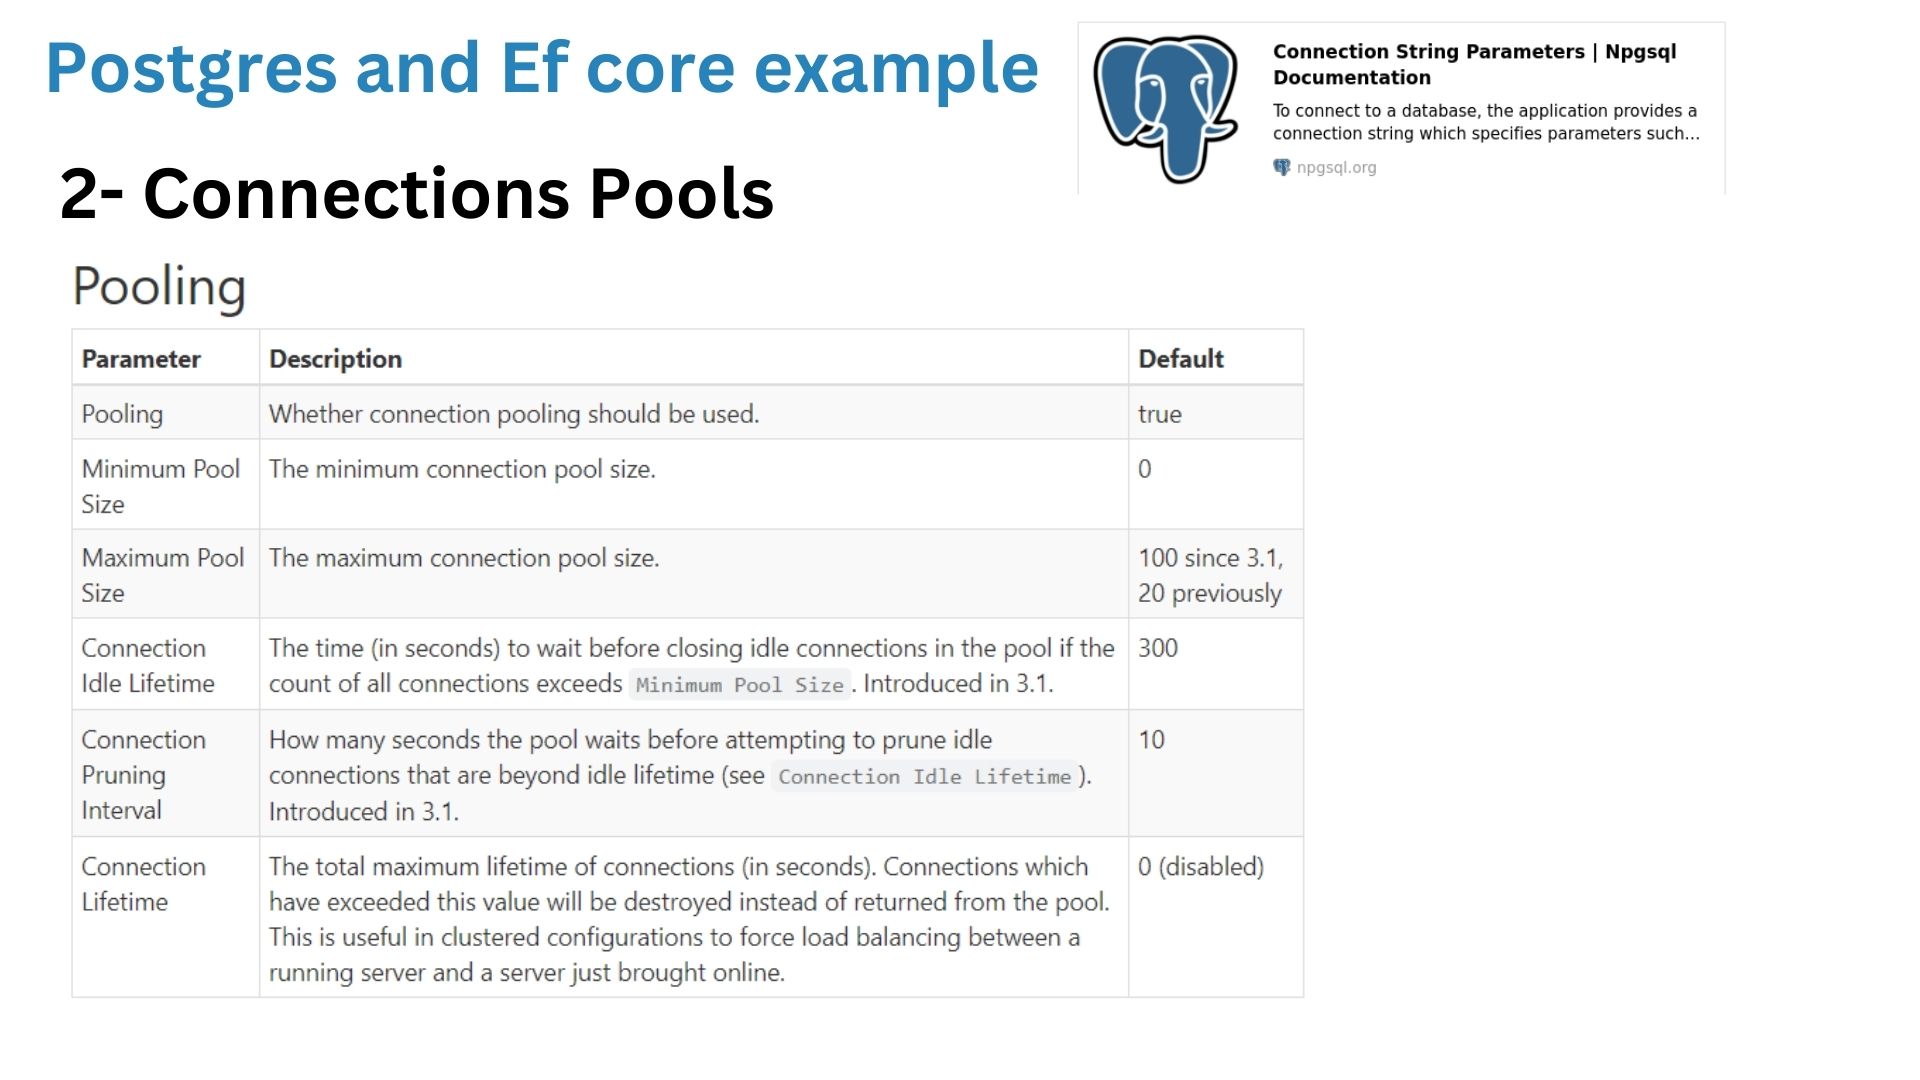 Postgres and Ef core example
Connection String Parameters | Npgsql
Documentation
To connect to a database, the application provides a
connection string which specifies parameters such...
npgsql.org
2- Connections Pools
Pooling
Parameter Description Default
Pooling Whether connection pooling should be used. true
Minimum Pool The minimum connection pool size. 0
Size
Maximum Pool The maximum connection pool size. 100 since 3.1,
Size 20 previously
Connection The time (in seconds) to wait before closing idle connections in the pool if the 300
Idle Lifetime count of all connections exceeds Minimum Pool Size . Introduced in 3.1.
Connection How many seconds the pool waits before attempting to prune idle 10
Pruning connections that are beyond idle lifetime (see Connection Idle Lifetime ).
Interval Introduced in 3.1.
Connection The total maximum lifetime of connections (in seconds). Connections which 0 (disabled)
Lifetime have exceeded this value will be destroyed instead of returned from the pool.
This is useful in clustered configurations to force load balancing between a
running server and a server just brought online.